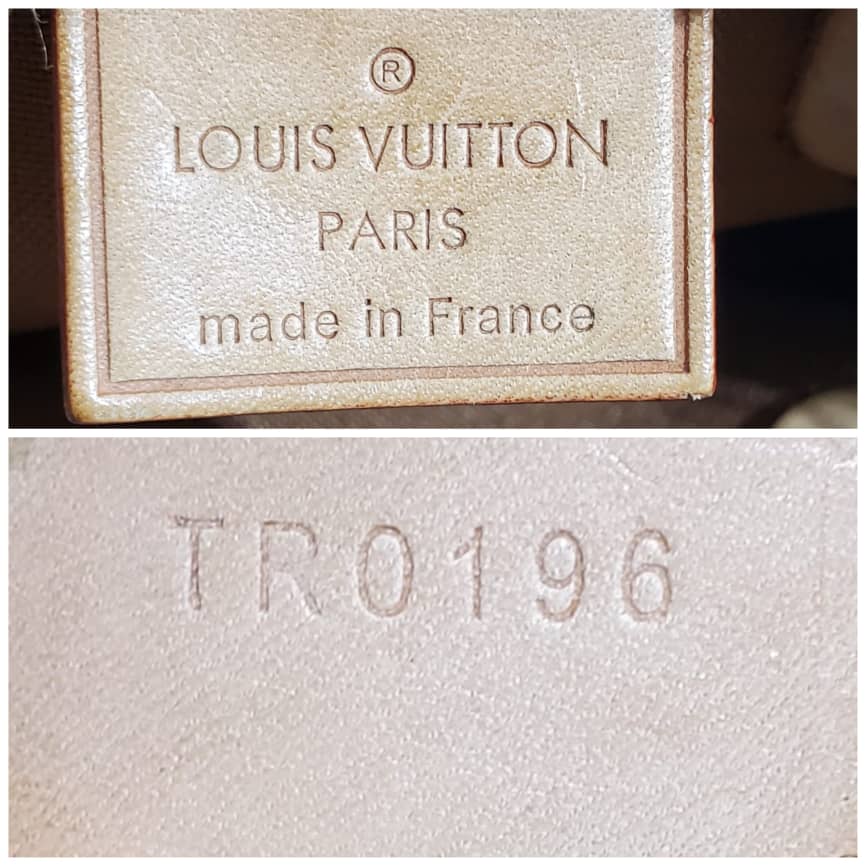 ®
LOUIS VUITTON
PARIS
made in France
TR0196